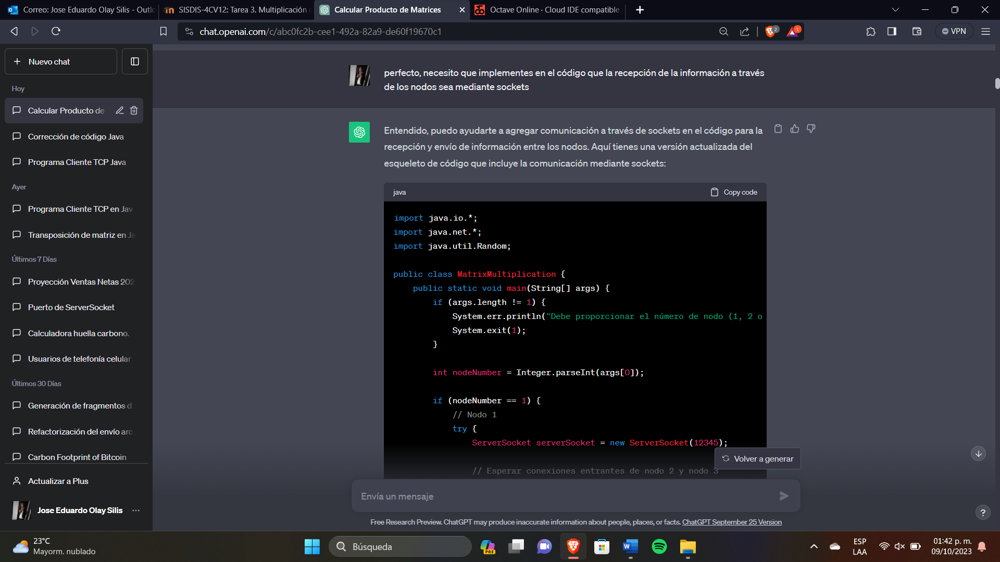 Correo: Jose Eduardo Olay Silis - Outlo
SISDIS-4CV12: Tarea 3. Multiplicación
Calcular Producto de Matrices
Octave Online · Cloud IDE compatible
chat.openai.com/c/abc0fc2b-cee1-492a-82a9-de60f19670c1
2
1
VPN
Nuevo chat
Hoy
Calcular Producto de
Corrección de código Java
Programa Cliente TCP Java
Ayer
Programa Cliente TCP en Jav
Transposición de matriz en Ja
Últimos 7 Días
Proyección Ventas Netas 202
Puerto de ServerSocket
Calculadora huella carbono.
Usuarios de telefonía celular
Últimos 30 Días
Generación de fragmentos d
Refactorización del envío arc
Carbon Footprint of Bitcoin
Actualizar a Plus
Jose Eduardo Olay Silis
perfecto, necesito que implementes en el código que la recepción de la información a través
de los nodos sea mediante sockets
Entendido, puedo ayudarte a agregar comunicación a través de sockets en el código para la
recepción y envío de información entre los nodos. Aquí tienes una versión actualizada del
esqueleto de código que incluye la comunicación mediante sockets:
java
Copy code
import java.io.*;
import java.net.*;
import java.util.Random;
public class MatrixMultiplication {
public static void main(String[] args) {
if (args.length != 1) {
System.err.println("Debe proporcionar el número de nodo (1, 2 o
System.exit(1);
}
int nodeNumber = Integer.parseInt(args[0]);
if (nodeNumber == 1) {
// Nodo 1
try {
ServerSocket serverSocket = new ServerSocket(12345);
// Esperar conexiones entrantes de nodo 2 y nodo 3
Volver a generar
Envía un mensaje
Free Research Preview. ChatGPT may produce inaccurate information about people, places, or facts. ChatGPT September 25 Version
?
23°C
Mayorm. nublado
Búsqueda
PRE
ESP
LAA
01:42 p. m.
09/10/2023